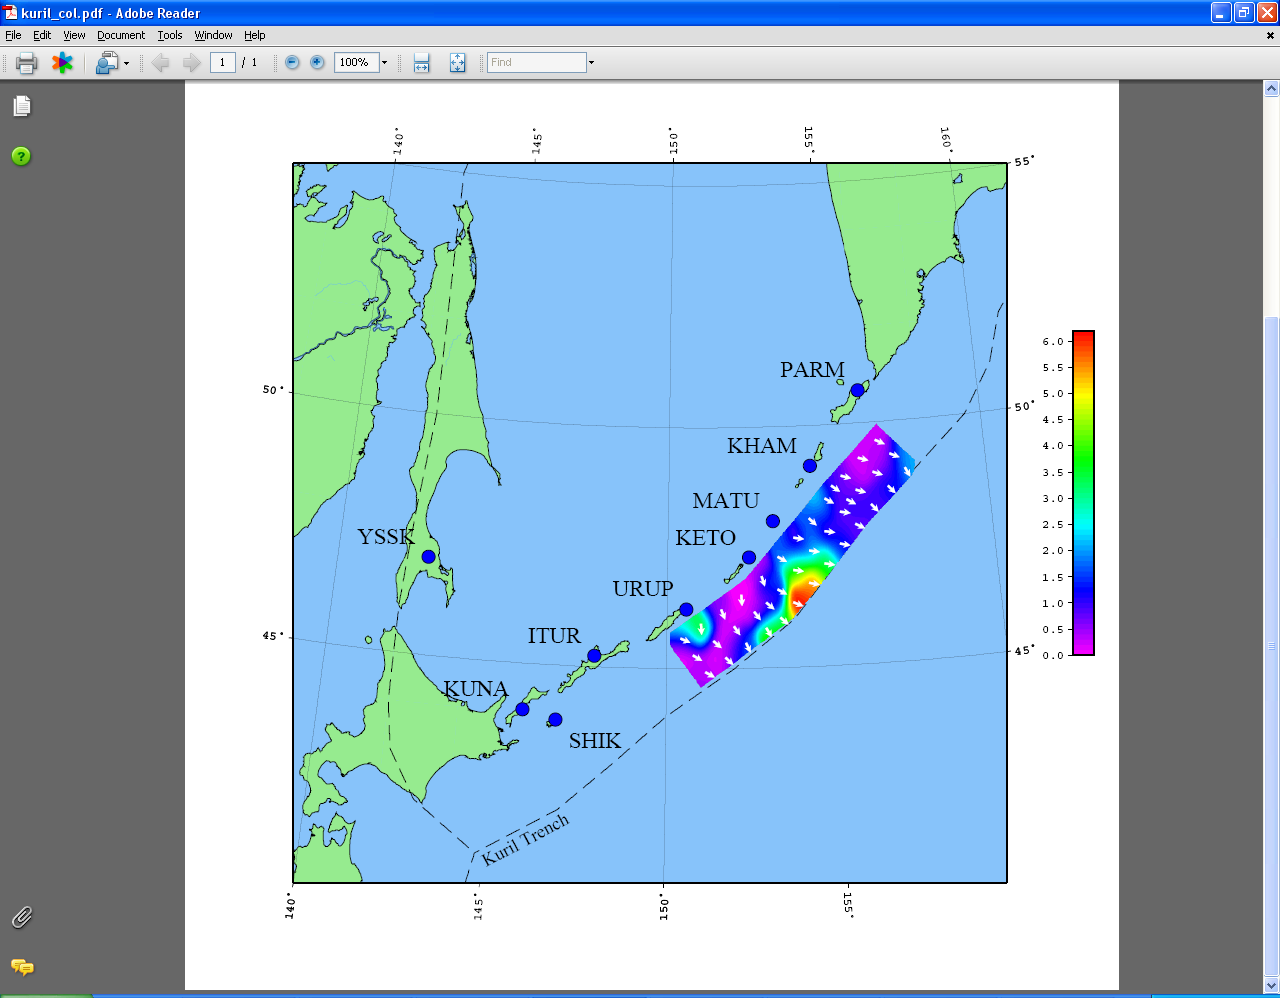 kuril_col.pdf - Adobe Reader
File Edit View Document Tools Window Help
1 / 1 100% Find
140° 145° 150° 155° 160°
55°
6.0
5.5
PARM
50°
5.0
50°
4.5
KHAM
4.0
3.5
MATU
3.0
YSSK
KETO
2.5
2.0
URUP
1.5
1.0
ITUR
45°
0.5
45°
0.0
KUNA
SHIK
Kuril Trench
140° 145° 150° 155°